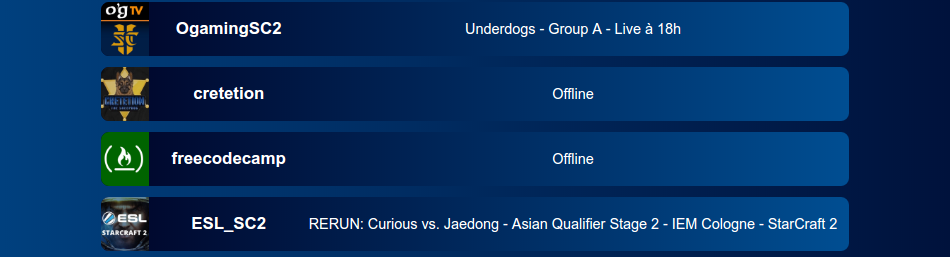 o'g TV
OgamingSC2
Underdogs - Group A - Live à 18h
CRETETION
cretetion
Offline
freecodecamp
Offline
ESL
STARCRAFT 2
ESL_SC2
RERUN: Curious vs. Jaedong - Asian Qualifier Stage 2 - IEM Cologne - StarCraft 2